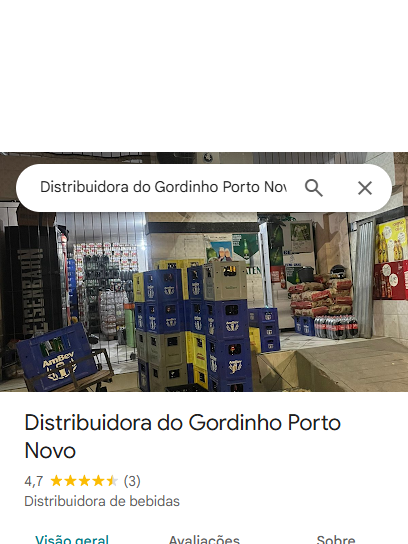 Distribuidora do Gordinho Porto Nov
EISENBAHN
AmBev
Distribuidora do Gordinho Porto
Novo
4,7 (3)
Distribuidora de bebidas
Visão geral Avaliações Sobre